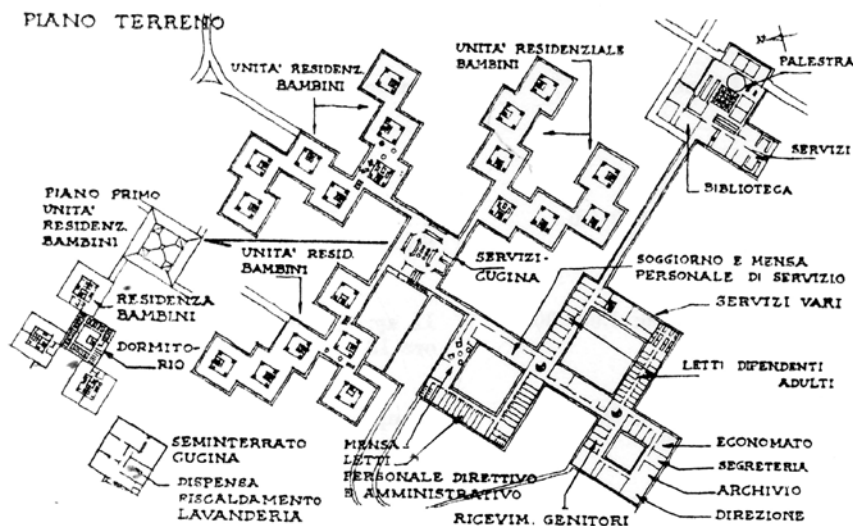 PIANO TERRENO
UNITA' RESIDENZ.
BAMBINI
UNITA' RESIDENZIALE
BAMBINI
N
PALESTRA
SERVIZI
BIBLIOTECA
PIANO PRIMO
UNITA'
RESIDENZ.
BAMBINI
UNITA' RESID.
BAMBINI
SERVIZI-
CUCINA
SOGGIORNO E MENSA
PERSONALE DI SERVIZIO
SERVIZI VARI
RESIDENZA
BAMBINI
DORMITO-
RIO
LETTI DIPENDENTI
ADULTI
SEMINTERRATO
CUCINA
DISPENSA
RISCALDAMENTO
LAVANDERIA
MENSA-
LETTI-
PERSONALE DIRETTIVO
E AMMINISTRATIVO
RICEVIM. GENITORI
ECONOMATO
SEGRETERIA
ARCHIVIO
DIREZIONE